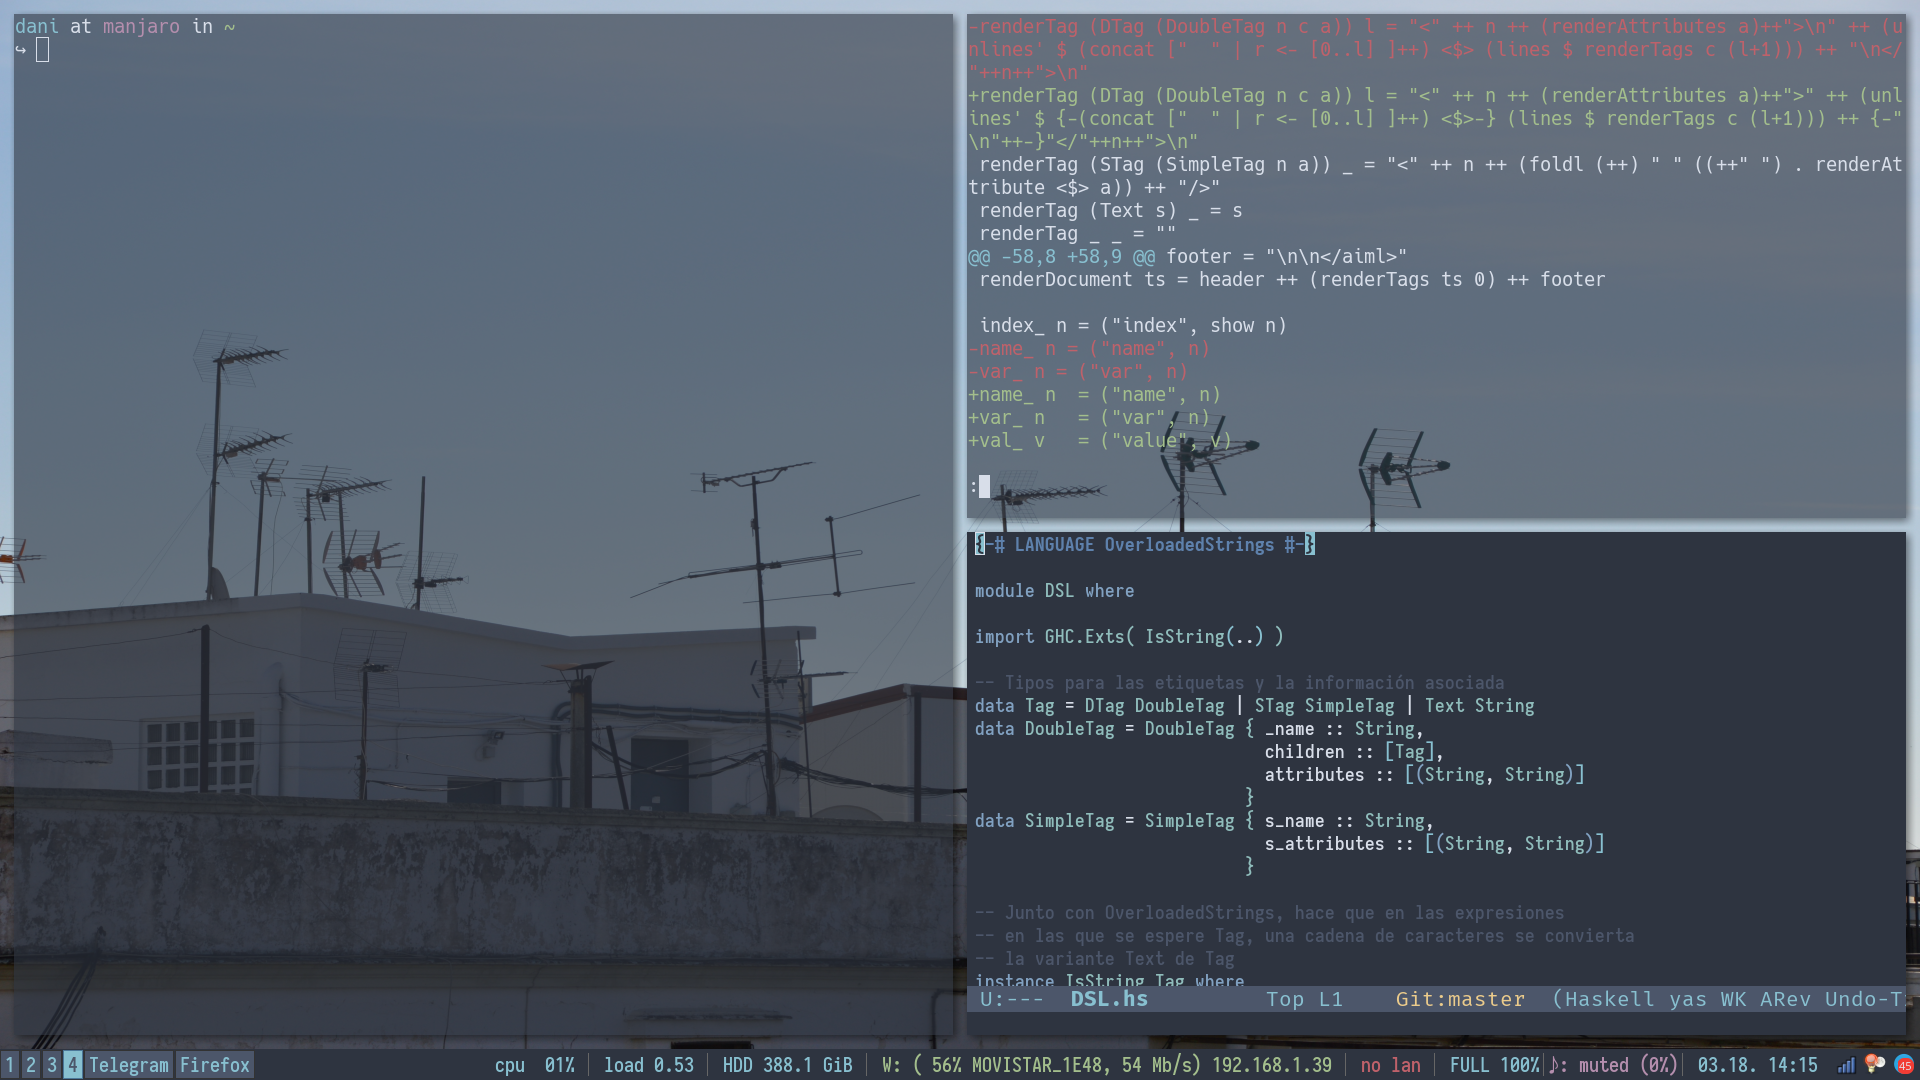 dani at manjaro in ~
↪
-renderTag (DTag (DoubleTag n c a)) l = "<" ++ n ++ (renderAttributes a)++">\n" ++ (u
nlines' $ (concat ["  " | r <- [0..l] ]++) <$> (lines $ renderTags c (l+1))) ++ "\n</
"++n++">\n"
+renderTag (DTag (DoubleTag n c a)) l = "<" ++ n ++ (renderAttributes a)++">" ++ (unl
ines' $ {-(concat ["  " | r <- [0..l] ]++) <$>-} (lines $ renderTags c (l+1))) ++ {-"
\n"++-}"</"++n++">\n"
 renderTag (STag (SimpleTag n a)) _ = "<" ++ n ++ (foldl (++) " " ((++" ") . renderAt
tribute <$> a)) ++ "/>"
 renderTag (Text s) _ = s
 renderTag _ _ = ""
@@ -58,8 +58,9 @@ footer = "\n\n</aiml>"
 renderDocument ts = header ++ (renderTags ts 0) ++ footer
 index_ n = ("index", show n)
-name_ n = ("name", n)
-var_ n = ("var", n)
+name_ n  = ("name", n)
+var_ n   = ("var", n)
+val_ v   = ("value", v)
:
{-# LANGUAGE OverloadedStrings #-}
module DSL where
import GHC.Exts( IsString(..) )
-- Tipos para las etiquetas y la información asociada
data Tag = DTag DoubleTag | STag SimpleTag | Text String
data DoubleTag = DoubleTag { _name :: String,
                             children :: [Tag],
                             attributes :: [(String, String)]
                           }
data SimpleTag = SimpleTag { s_name :: String,
                             s_attributes :: [(String, String)]
                           }
-- Junto con OverloadedStrings, hace que en las expresiones
-- en las que se espere Tag, una cadena de caracteres se convierta
-- la variante Text de Tag
instance IsString Tag where
U:---  DSL.hs         Top L1    Git:master  (Haskell yas WK ARev Undo-T
1 2 3 4 Telegram Firefox cpu 01% | load 0.53 | HDD 388.1 GiB | W: ( 56% MOVISTAR_1E48, 54 Mb/s) 192.168.1.39 | no lan | FULL 100%|♪: muted (0%)| 03.18. 14:15 45